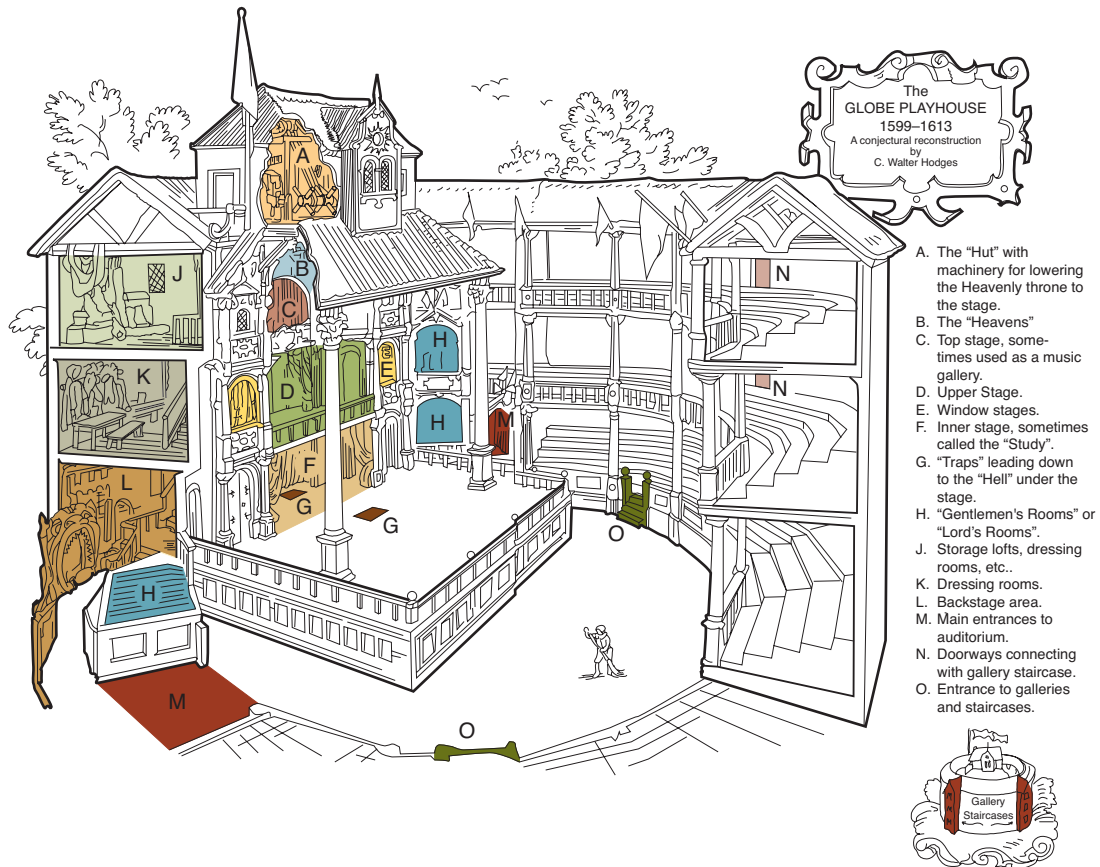 The
GLOBE PLAYHOUSE
1599–1613
A conjectural reconstruction
by
C. Walter Hodges
A
B
J
N
C
H
K
E
D
N
H
M
L
F
G
G
O
H
M
O
A. The “Hut” with
machinery for lowering
the Heavenly throne to
the stage.
B. The “Heavens”
C. Top stage, some-
times used as a music
gallery.
D. Upper Stage.
E. Window stages.
F. Inner stage, sometimes
called the “Study”.
G. “Traps” leading down
to the “Hell” under the
stage.
H. “Gentlemen's Rooms” or
“Lord’s Rooms”.
J. Storage lofts, dressing
rooms, etc..
K. Dressing rooms.
L. Backstage area.
M. Main entrances to
auditorium.
N. Doorways connecting
with gallery staircase.
O. Entrance to galleries
and staircases.
Gallery
Staircases